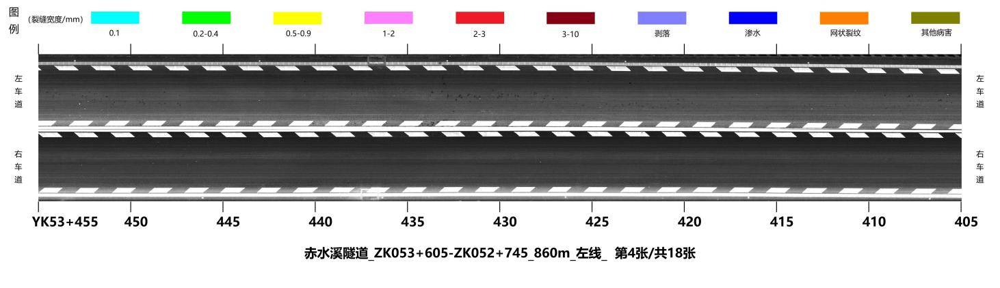 图例
(裂缝宽度/mm)
0.1 0.2-0.4 0.5-0.9 1-2 2-3 3-10 剥落 渗水 网状裂纹 其他病害
左车道 左车道
右车道 右车道
YK53+455 450 445 440 435 430 425 420 415 410 405
赤水溪隧道_ZK053+605-ZK052+745_860m_左线_ 第4张/共18张